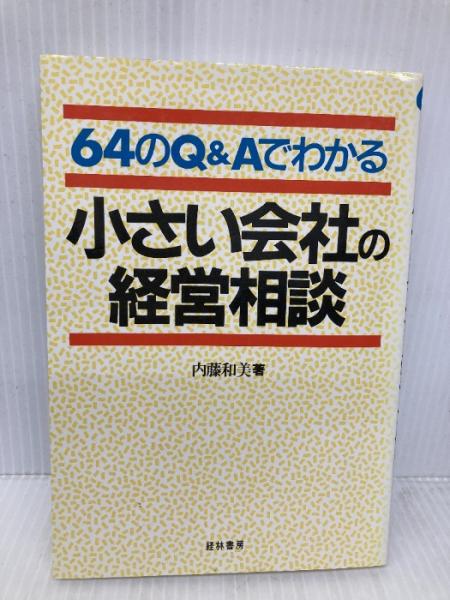 64のQ&Aでわかる
小さい会社の
経営相談
内藤和美著
経林書房